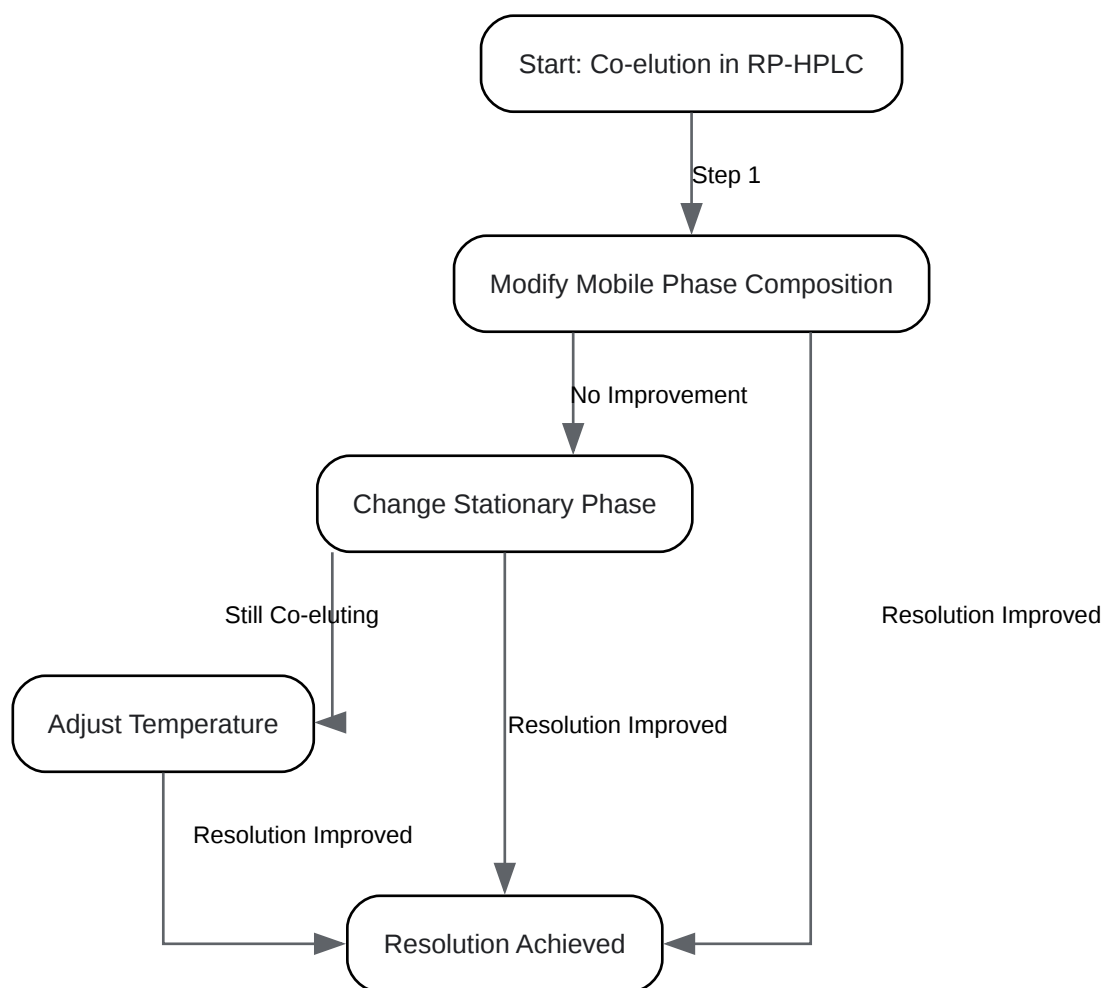 Start: Co-elution in RP-HPLC
Step 1
Modify Mobile Phase Composition
No Improvement
Change Stationary Phase
Still Co-eluting
Resolution Improved
Adjust Temperature
Resolution Improved
Resolution Improved
Resolution Achieved